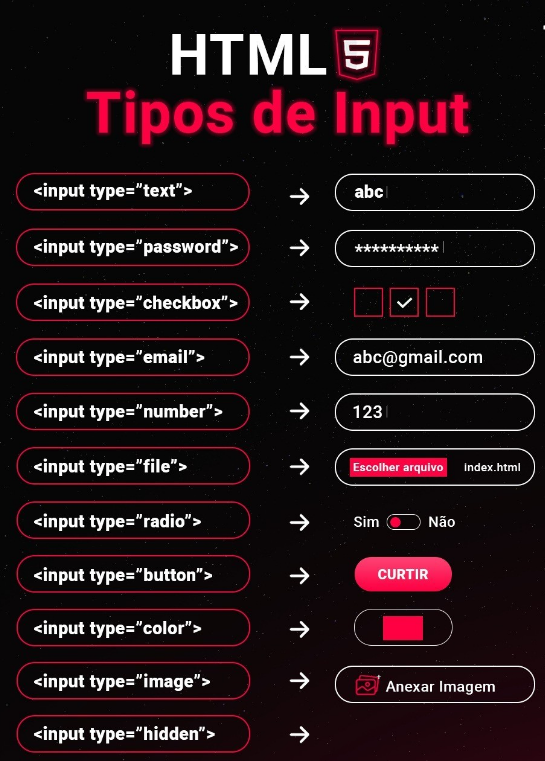 HTML 5
Tipos de Input
<input type=”text”> → abc
<input type=”password”> → **********
<input type=”checkbox”> →
<input type=”email”> → abc@gmail.com
<input type=”number”> → 123
<input type=”file”> → Escolher arquivo index.html
<input type=”radio”> → Sim Não
<input type=”button”> → CURTIR
<input type=”color”> →
<input type=”image”> → Anexar Imagem
<input type=”hidden”> →